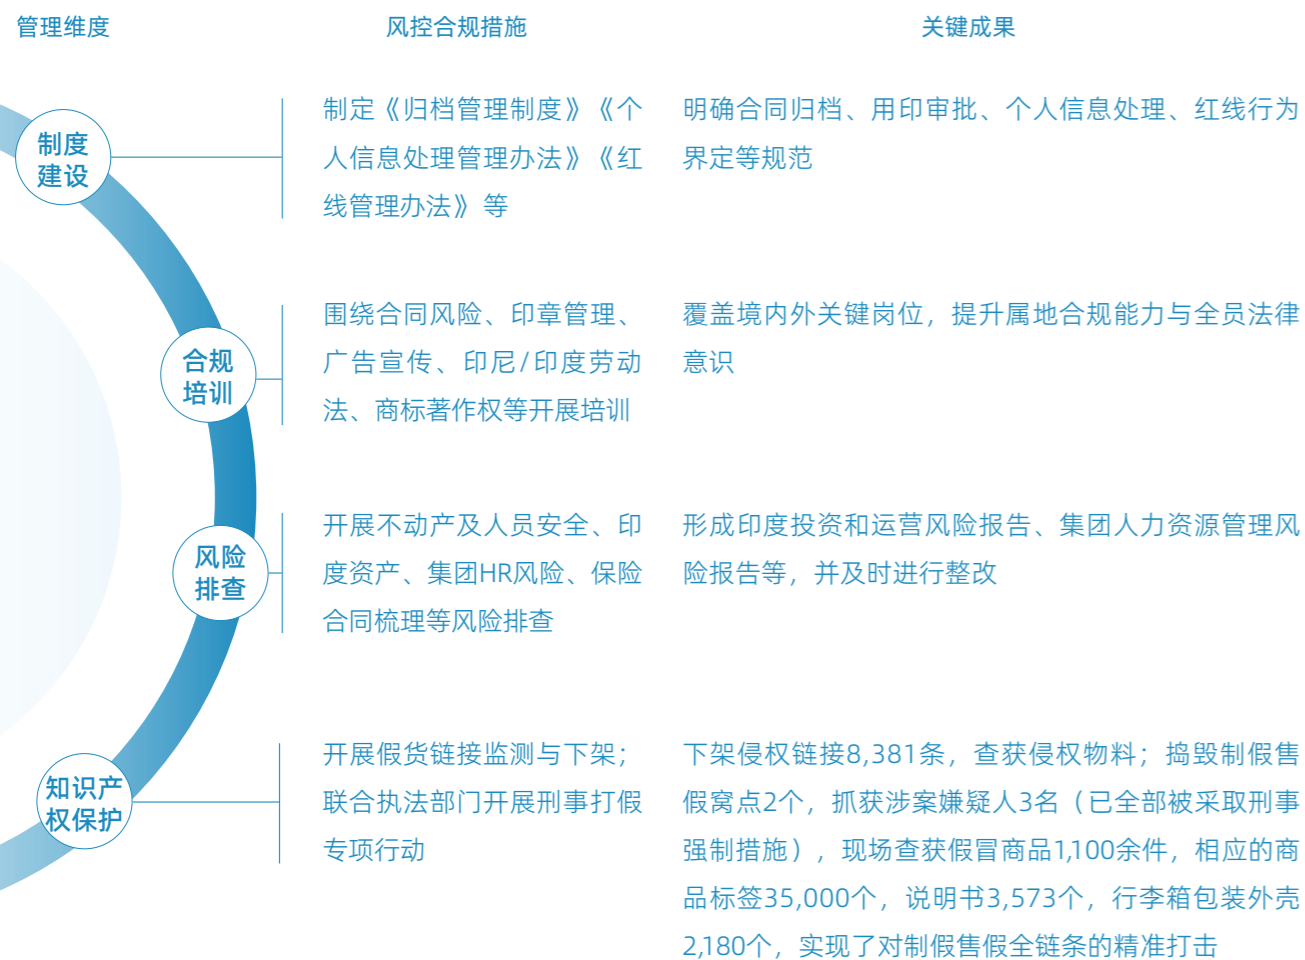 管理维度
风控合规措施
关键成果
制度
建设
制定《归档管理制度》《个
人信息处理管理办法》《红
线管理办法》等
明确合同归档、用印审批、个人信息处理、红线行为
界定等规范
合规
培训
围绕合同风险、印章管理、
广告宣传、印尼/印度劳动
法、商标著作权等开展培训
覆盖境内外关键岗位，提升属地合规能力与全员法律
意识
风险
排查
开展不动产及人员安全、印
度资产、集团HR风险、保险
合同梳理等风险排查
形成印度投资和运营风险报告、集团人力资源管理风
险报告等，并及时进行整改
知识产
权保护
开展假货链接监测与下架；
联合执法部门开展刑事打假
专项行动
下架侵权链接8,381条，查获侵权物料；捣毁制假售
假窝点2个，抓获涉案嫌疑人3名（已全部被采取刑事
强制措施），现场查获假冒商品1,100余件，相应的商
品标签35,000个，说明书3,573个，行李箱包装外壳
2,180个，实现了对制假售假全链条的精准打击